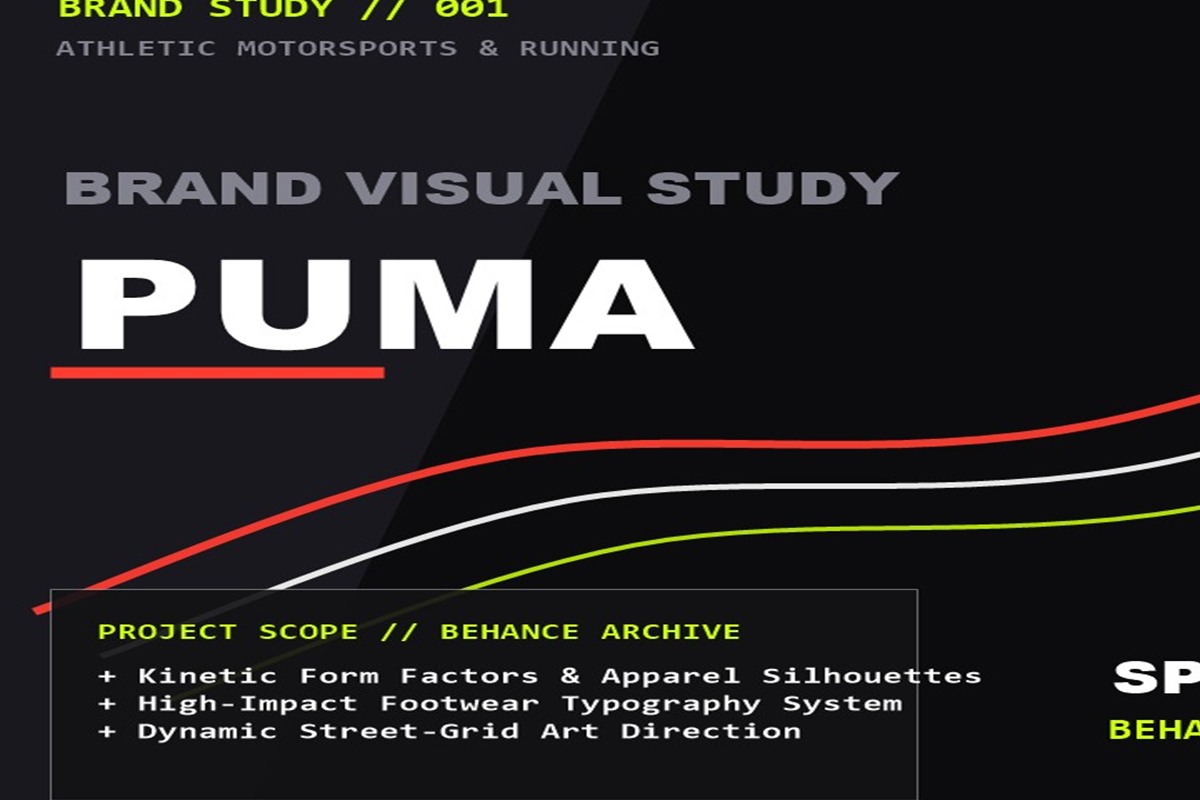 BRAND STUDY // 001
ATHLETIC MOTORSPORTS & RUNNING
BRAND VISUAL STUDY
PUMA
PROJECT SCOPE // BEHANCE ARCHIVE
+ Kinetic Form Factors & Apparel Silhouettes
+ High-Impact Footwear Typography System
+ Dynamic Street-Grid Art Direction